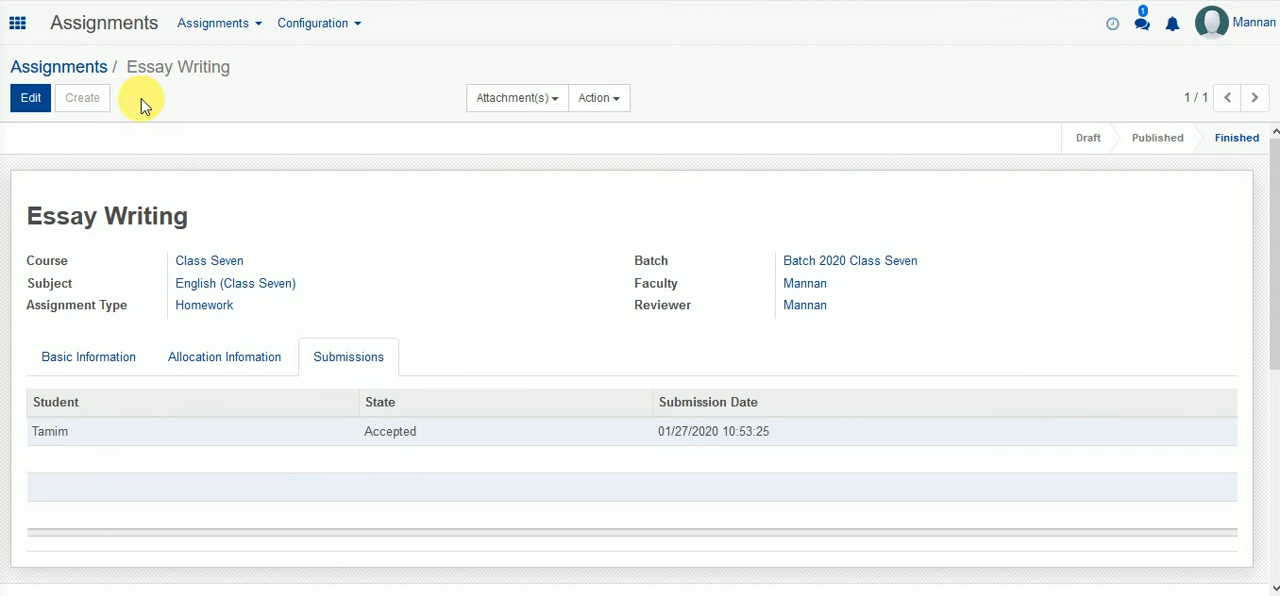 Assignments Assignments Configuration 1 Mannan
Assignments / Essay Writing
Edit Create Attachment(s) Action 1 / 1
Draft Published Finished
Essay Writing
Course Class Seven Batch Batch 2020 Class Seven
Subject English (Class Seven) Faculty Mannan
Assignment Type Homework Reviewer Mannan
Basic Information Allocation Infomation Submissions
Student State Submission Date
Tamim Accepted 01/27/2020 10:53:25